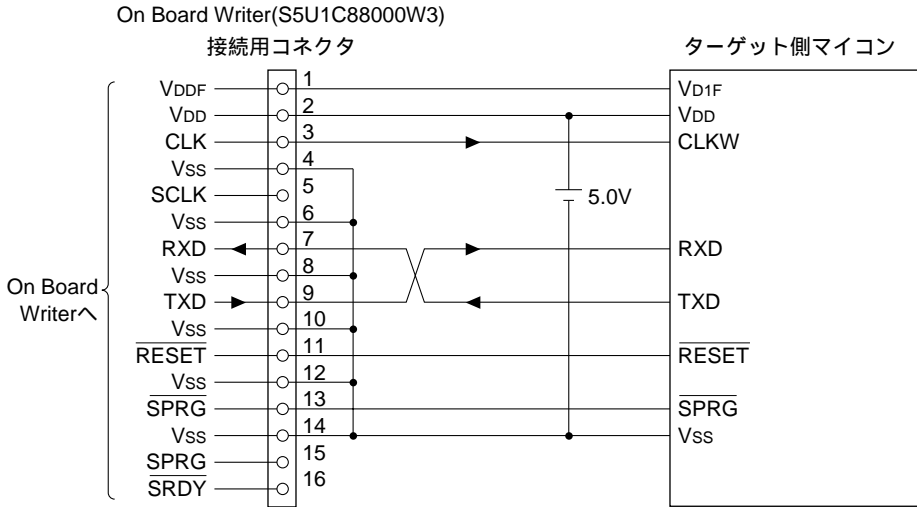 On Board Writer(S5U1C88000W3)
接続用コネクタ
ターゲット側マイコン
VDDF 1 VD1F
VDD 2 VDD
CLK 3 CLKW
VSS 4
SCLK 5
5.0V
VSS 6
RXD 7 RXD
VSS 8
On Board
Writerへ
TXD 9 TXD
VSS 10
RESET 11 RESET
VSS 12
SPRG 13 SPRG
VSS 14 VSS
SPRG 15
SRDY 16